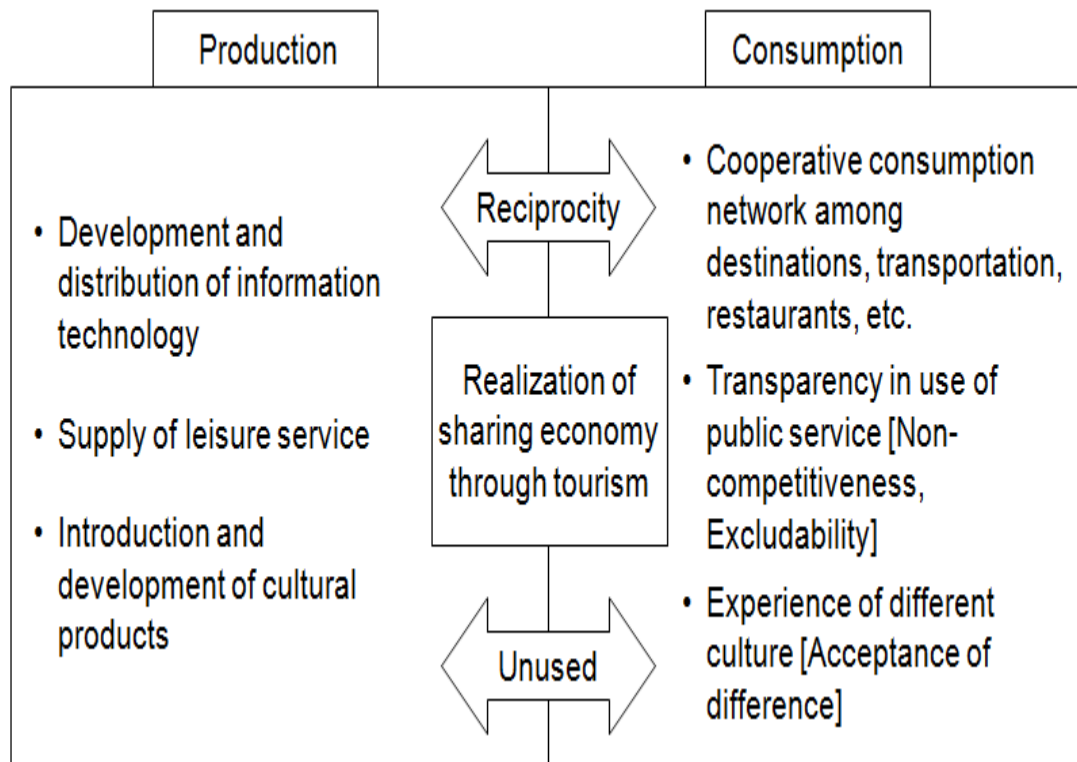 Production
• Development and
distribution of information
technology
• Supply of leisure service
• Introduction and
development of cultural
products
Reciprocity
Realization of
sharing economy
through tourism
Unused
Consumption
• Cooperative consumption
network among
destinations, transportation,
restaurants, etc.
• Transparency in use of
public service [Non-
competitiveness,
Excludability]
• Experience of different
culture [Acceptance of
difference]